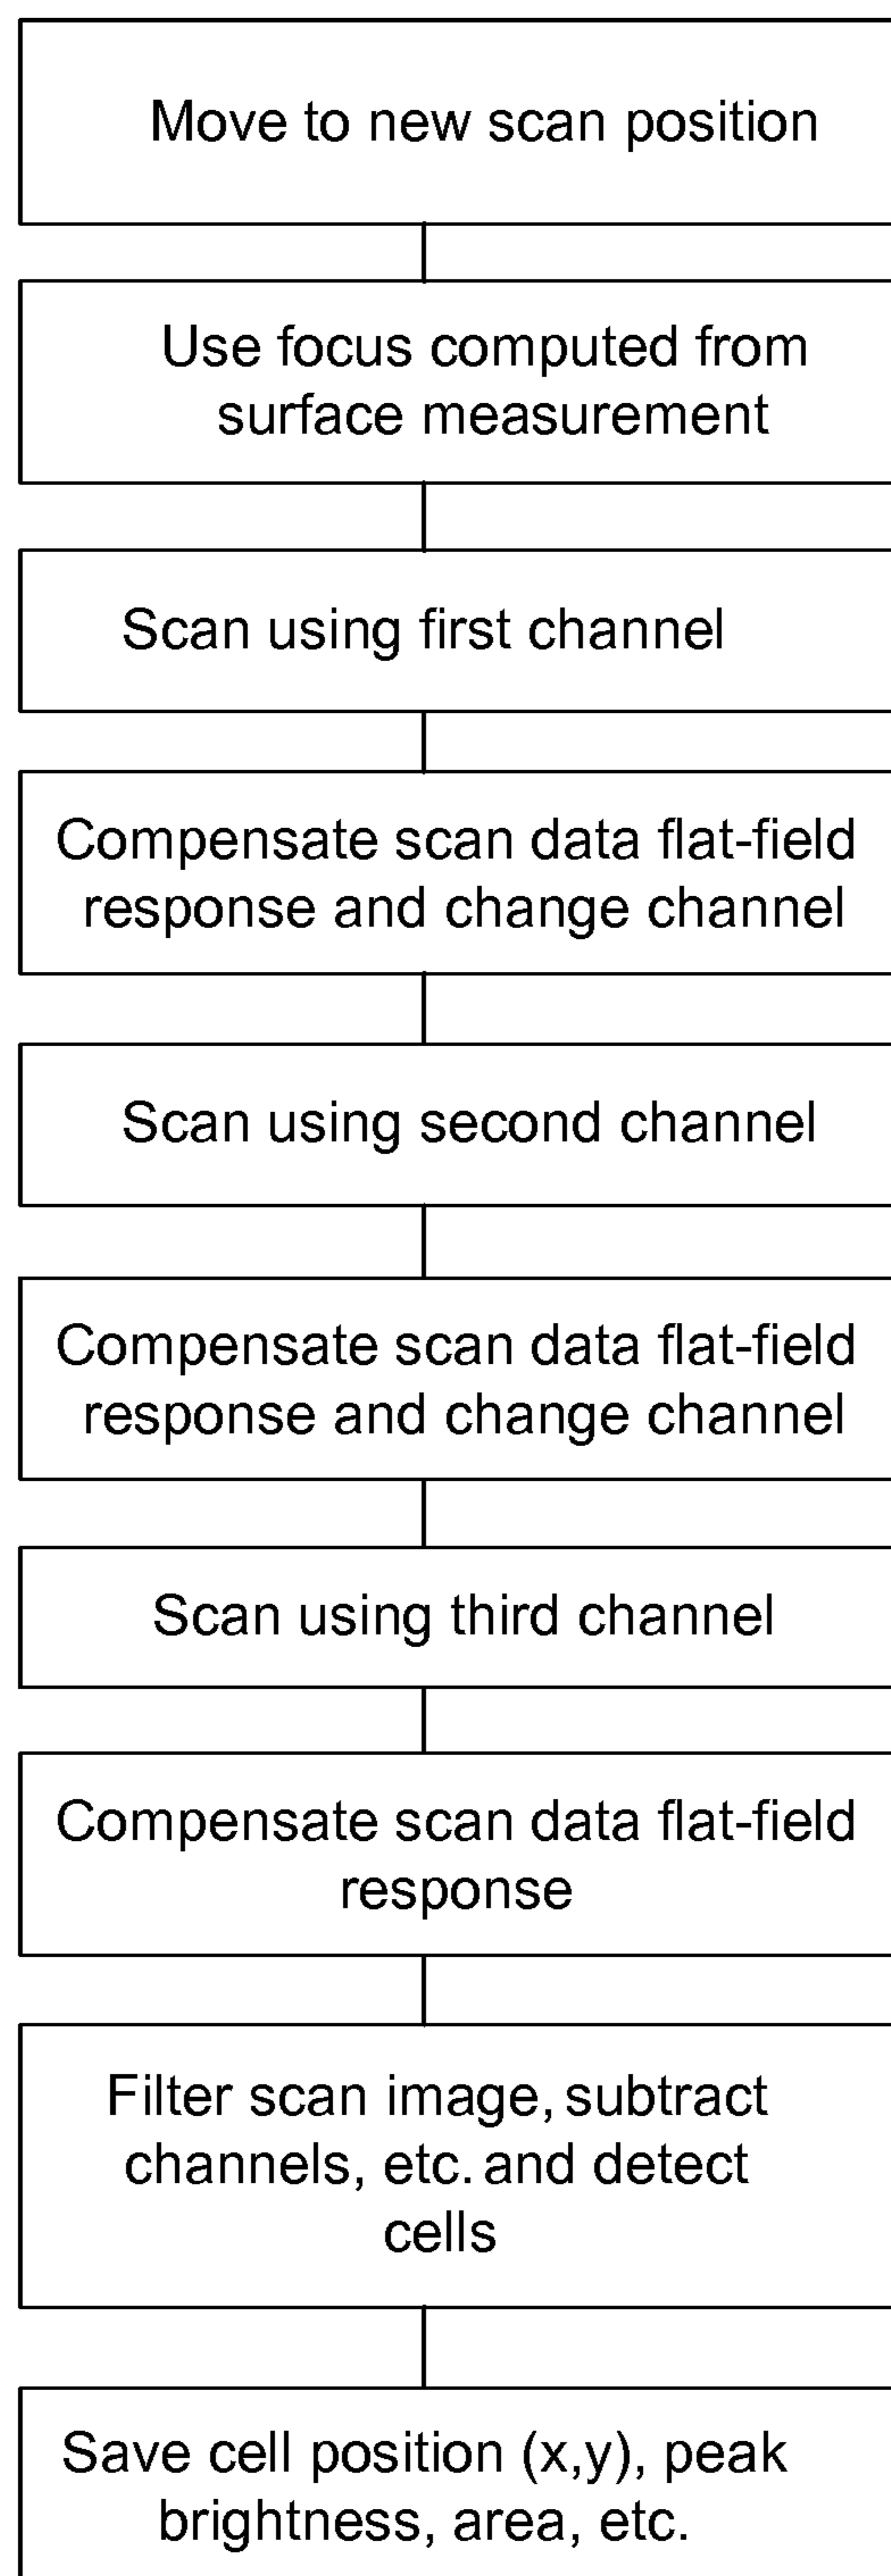 Move to new scan position
Use focus computed from
surface measurement
Scan using first channel
Compensate scan data flat-field
response and change channel
Scan using second channel
Compensate scan data flat-field
response and change channel
Scan using third channel
Compensate scan data flat-field
response
Filter scan image, subtract
channels, etc. and detect
cells
Save cell position (x,y), peak
brightness, area, etc.